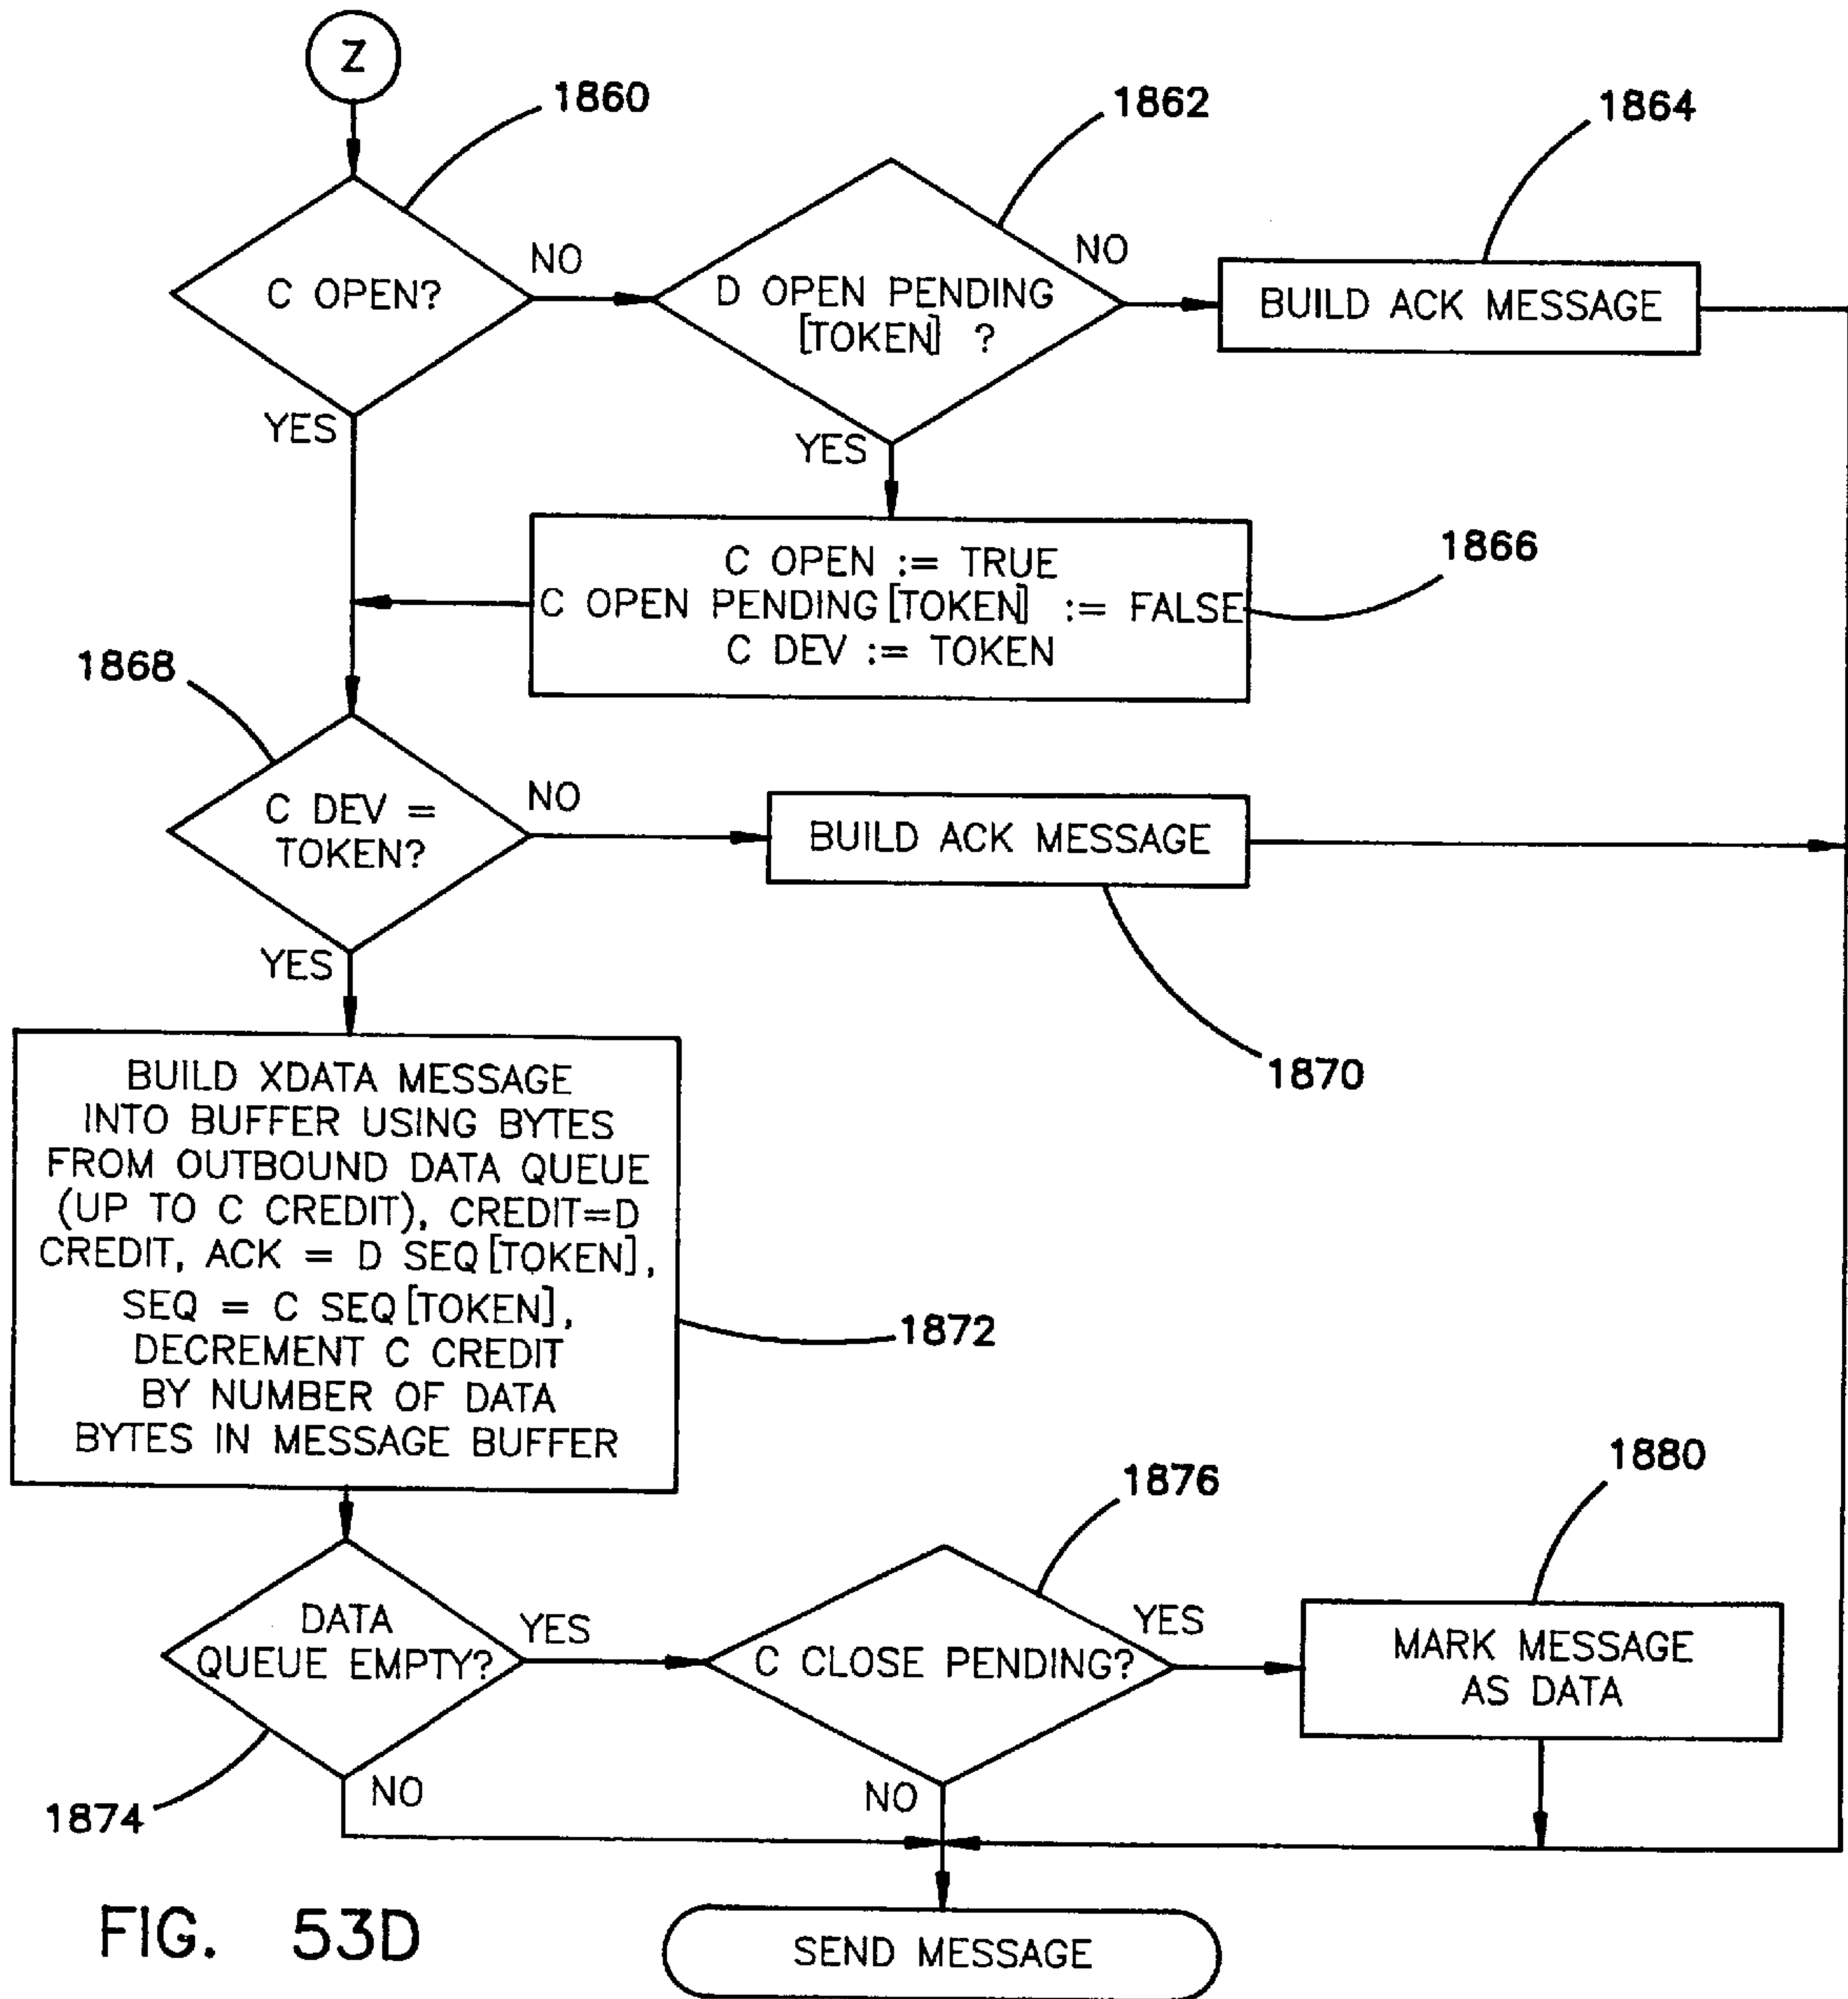 Z
1860
1862
1864
C OPEN?
NO
D OPEN PENDING
[TOKEN] ?
NO
BUILD ACK MESSAGE
YES
YES
C OPEN := TRUE
C OPEN PENDING [TOKEN] := FALSE
C DEV := TOKEN
1866
1868
C DEV =
TOKEN?
NO
BUILD ACK MESSAGE
YES
1870
BUILD XDATA MESSAGE
INTO BUFFER USING BYTES
FROM OUTBOUND DATA QUEUE
(UP TO C CREDIT), CREDIT=D
CREDIT, ACK = D SEQ [TOKEN],
SEQ = C SEQ [TOKEN],
DECREMENT C CREDIT
BY NUMBER OF DATA
BYTES IN MESSAGE BUFFER
1872
1876
1880
DATA
QUEUE EMPTY?
YES
C CLOSE PENDING?
YES
MARK MESSAGE
AS DATA
1874
NO
NO
SEND MESSAGE
FIG. 53D